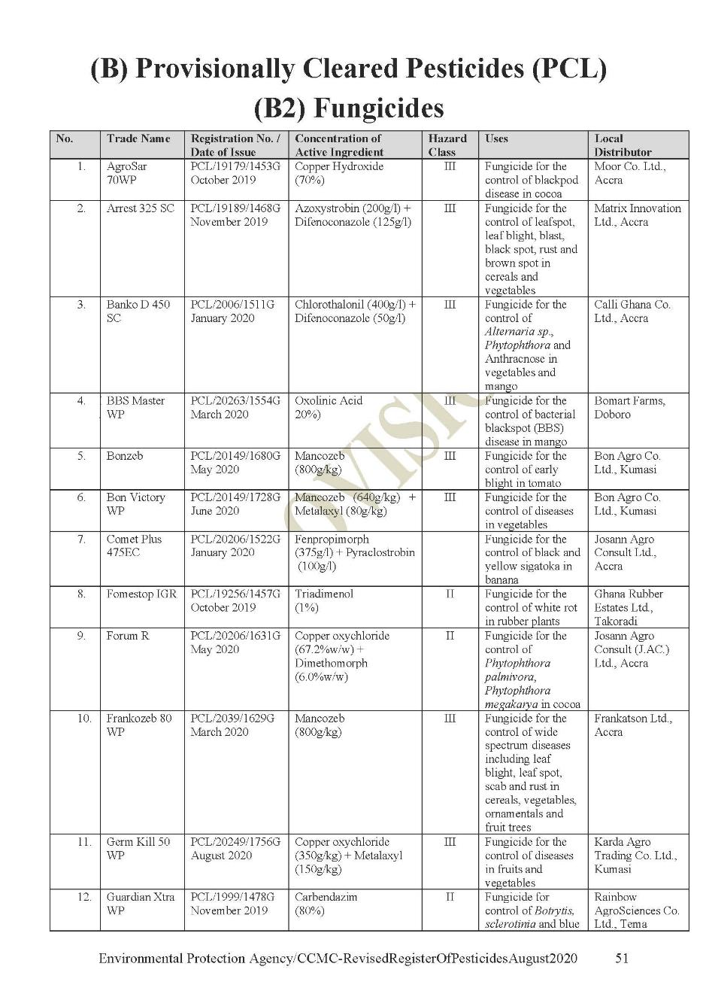 (B) Provisionally Cleared Pesticides (PCL)
(B2) Fungicides
No. Trade Name Registration No. / Concentration of Hazard Uses Local
Date of Issue Active Ingredient Class Distributor
1. AgroSar PCL/19179/1453G Copper Hydroxide III Fungicide for the Moor Co. Ltd.,
70WP October 2019 (70%) control of blackpod Accra
disease in cocoa
2. Arrest 325 SC PCL/19189/1468G Azoxystrobin (200g/l) + III Fungicide for the Matrix Innovation
November 2019 Difenoconazole (125g/l) control of leafspot, Ltd., Accra
leaf blight, blast,
black spot, rust and
brown spot in
cereals and
vegetables
3. Banko D 450 PCL/2006/1511G Chlorothalonil (400g/l) + III Fungicide for the Calli Ghana Co.
SC January 2020 Difenoconazole (50g/l) control of Ltd., Accra
Alternaria sp.,
Phytophthora and
Anthracnose in
vegetables and
mango
4. BBS Master PCL/20263/1554G Oxolinic Acid III Fungicide for the Bomart Farms,
WP March 2020 20%) control of bacterial Doboro
blackspot (BBS)
disease in mango
5. Bonzeb PCL/20149/1680G Mancozeb III Fungicide for the Bon Agro Co.
May 2020 (800g/kg) control of early Ltd., Kumasi
blight in tomato
6. Bon Victory PCL/20149/1728G Mancozeb (640g/kg) + III Fungicide for the Bon Agro Co.
WP June 2020 Metalaxyl (80g/kg) control of diseases Ltd., Kumasi
in vegetables
7. Comet Plus PCL/20206/1522G Fenpropimorph Fungicide for the Josann Agro
475EC January 2020 (375g/l) + Pyraclostrobin control of black and Consult Ltd.,
(100g/l) yellow sigatoka in Accra
banana
8. Fomestop IGR PCL/19256/1457G Triadimenol II Fungicide for the Ghana Rubber
October 2019 (1%) control of white rot Estates Ltd.,
in rubber plants Takoradi
9. Forum R PCL/20206/1631G Copper oxychloride II Fungicide for the Josann Agro
May 2020 (67.2%w/w) + control of Consult (J.AC.)
Dimethomorph Phytophthora Ltd., Accra
(6.0%w/w) palmivora,
Phytophthora
megakarya in cocoa
10. Frankozeb 80 PCL/2039/1629G Mancozeb III Fungicide for the Frankatson Ltd.,
WP March 2020 (800g/kg) control of wide Accra
spectrum diseases
including leaf
blight, leaf spot,
scab and rust in
cereals, vegetables,
ornamentals and
fruit trees
11. Germ Kill 50 PCL/20249/1756G Copper oxychloride III Fungicide for the Karda Agro
WP August 2020 (350g/kg) + Metalaxyl control of diseases Trading Co. Ltd.,
(150g/kg) in fruits and Kumasi
vegetables
12. Guardian Xtra PCL/1999/1478G Carbendazim II Fungicide for Rainbow
WP November 2019 (80%) control of Botrytis, AgroSciences Co.
sclerotinia and blue Ltd., Tema
Environmental Protection Agency/CCMC-RevisedRegisterOfPesticidesAugust2020 51